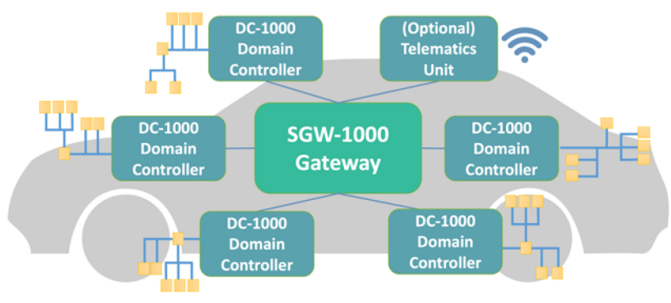 DC-1000
Domain
Controller
(Optional)
Telematics
Unit
DC-1000
Domain
Controller
SGW-1000
Gateway
DC-1000
Domain
Controller
DC-1000
Domain
Controller
DC-1000
Domain
Controller